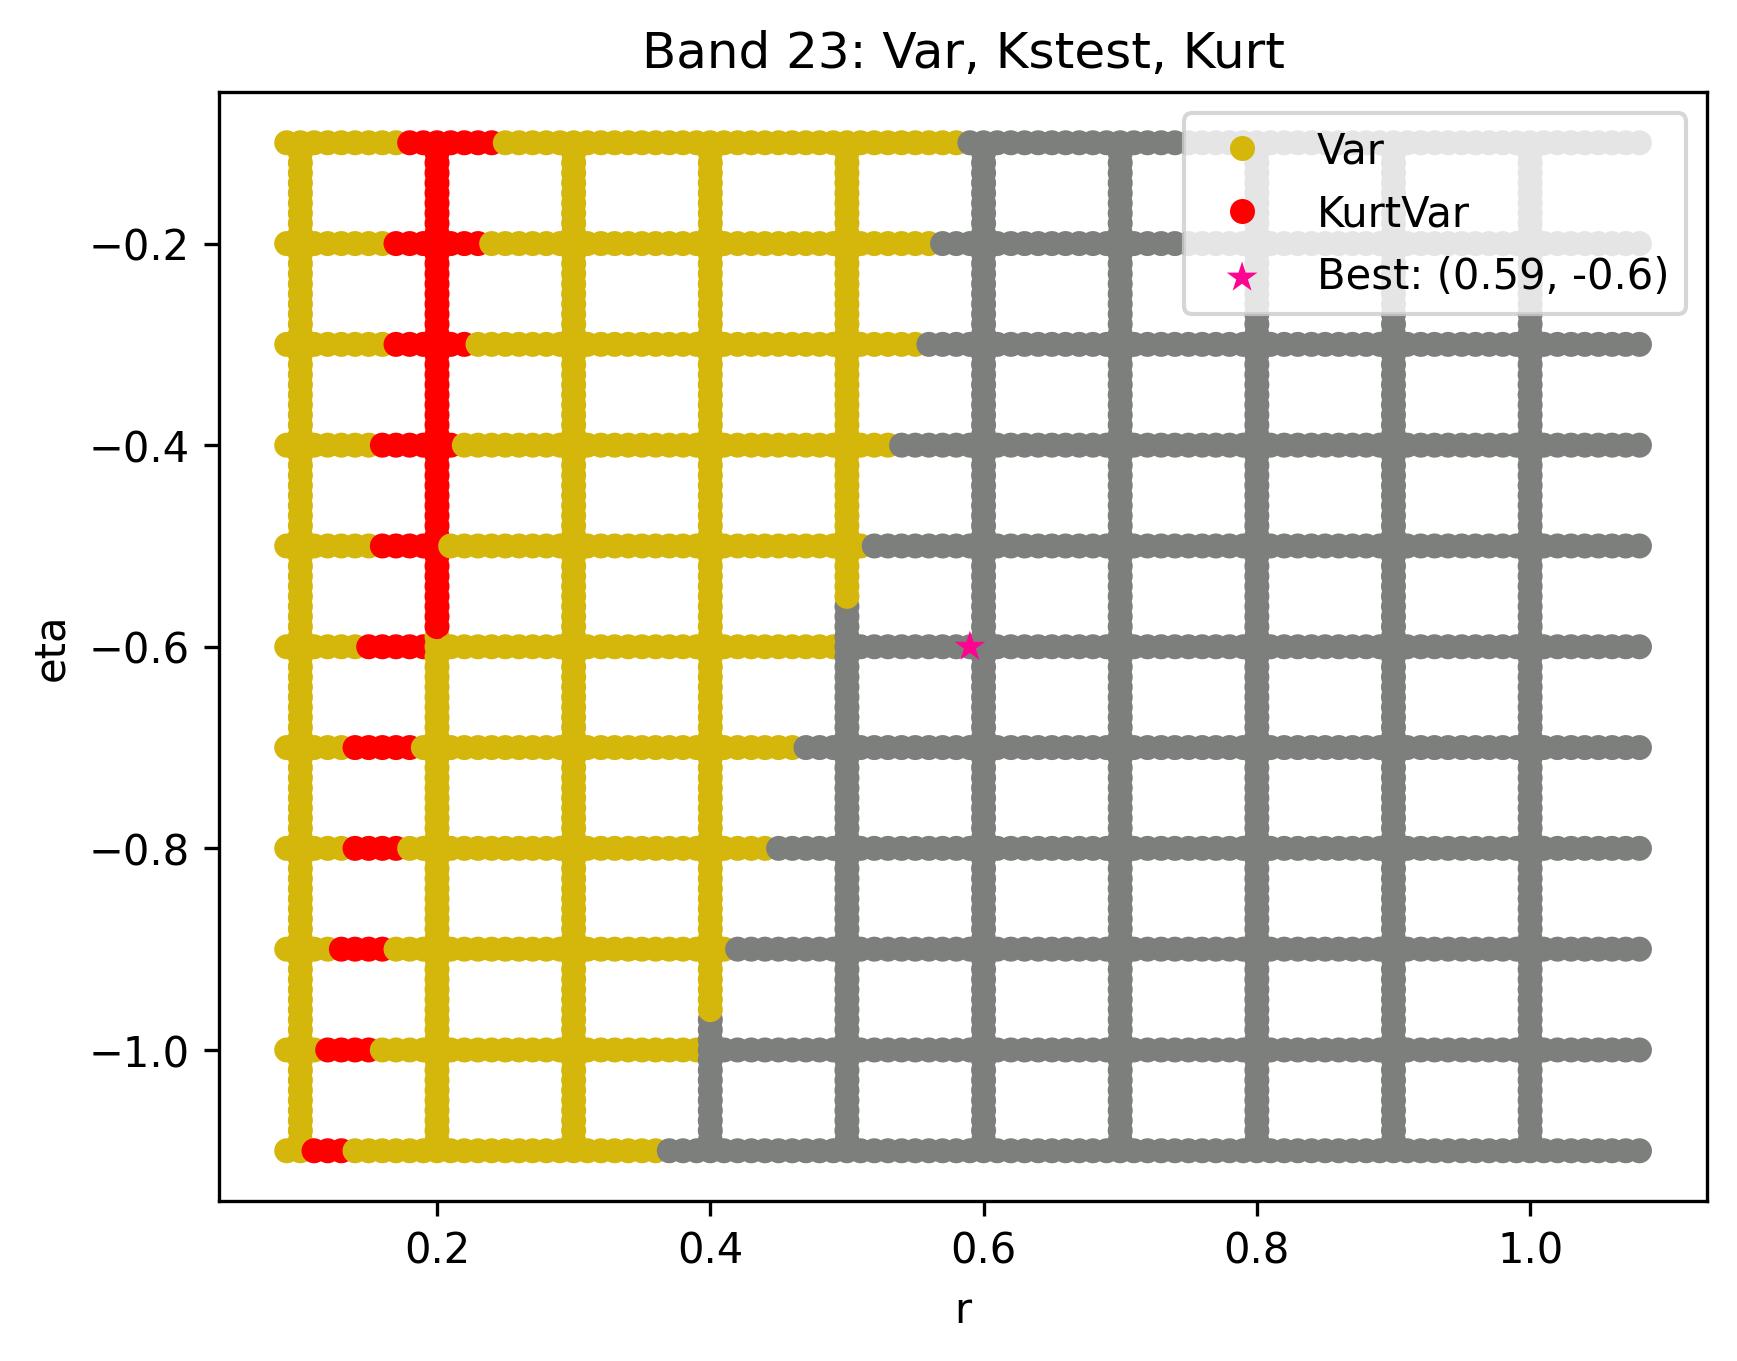 Band 23: Var, Kstest, Kurt
Var
KurtVar
Best: (0.59, -0.6)
−0.2
−0.4
−0.6
−0.8
−1.0
eta
0.2 0.4 0.6 0.8 1.0
r